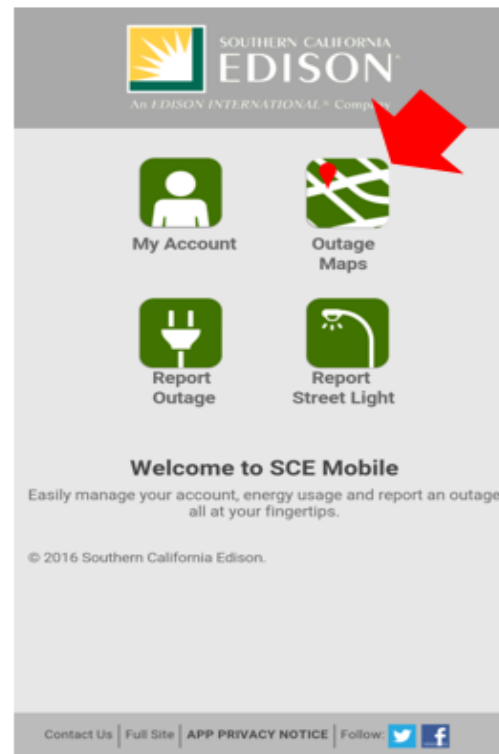 SOUTHERN CALIFORNIA
EDISON®
An EDISON INTERNATIONAL® Company
My Account
Outage
Maps
Report
Outage
Report
Street Light
Welcome to SCE Mobile
Easily manage your account, energy usage and report an outage
all at your fingertips.
© 2016 Southern California Edison.
Contact Us | Full Site | APP PRIVACY NOTICE | Follow: